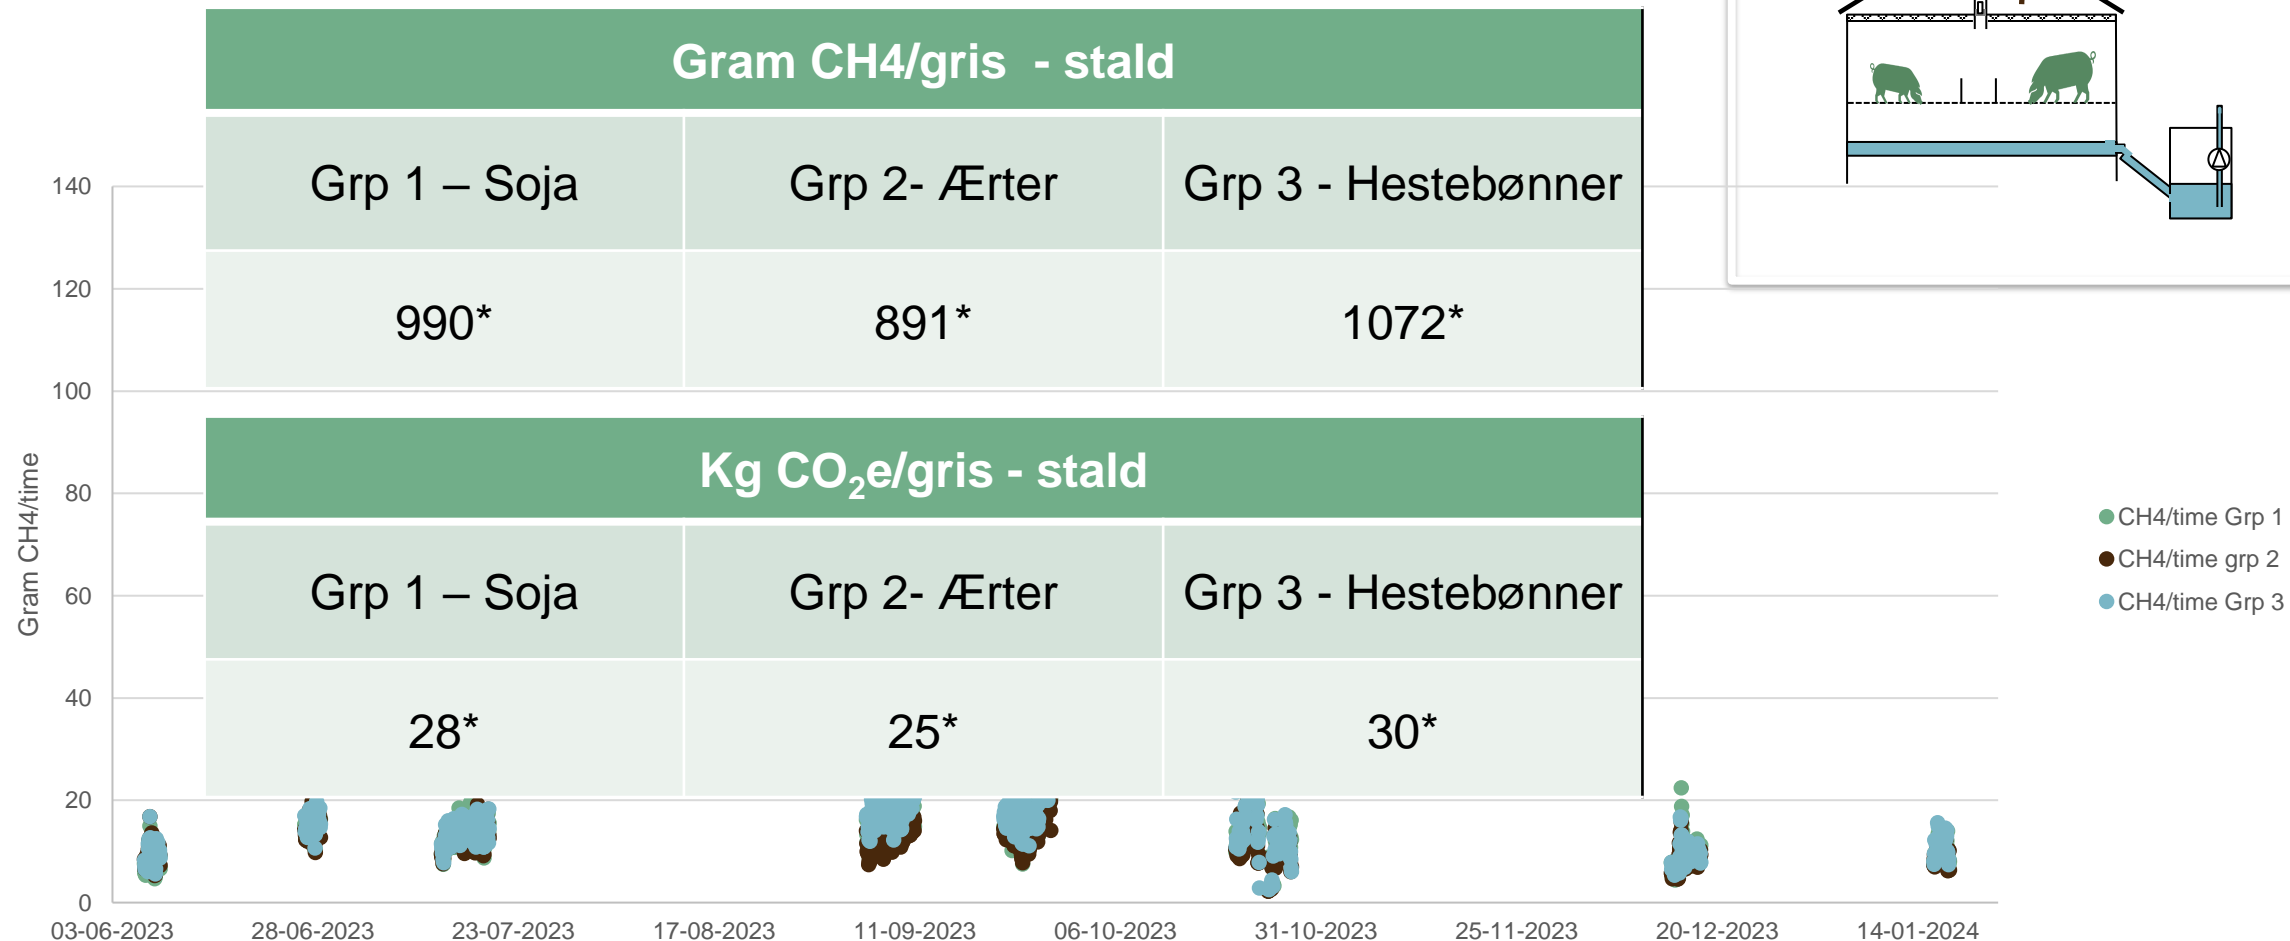 Gram CH4/gris - stald
Grp 1 – Soja
Grp 2- Ærter
Grp 3 - Hestebønner
990*
891*
1072*
Kg CO₂e/gris - stald
Grp 1 – Soja
Grp 2- Ærter
Grp 3 - Hestebønner
28*
25*
30*
Gram CH4/time
140
120
100
80
60
40
20
0
03-06-2023
28-06-2023
23-07-2023
17-08-2023
11-09-2023
06-10-2023
31-10-2023
25-11-2023
20-12-2023
14-01-2024
CH4/time Grp 1
CH4/time grp 2
CH4/time Grp 3